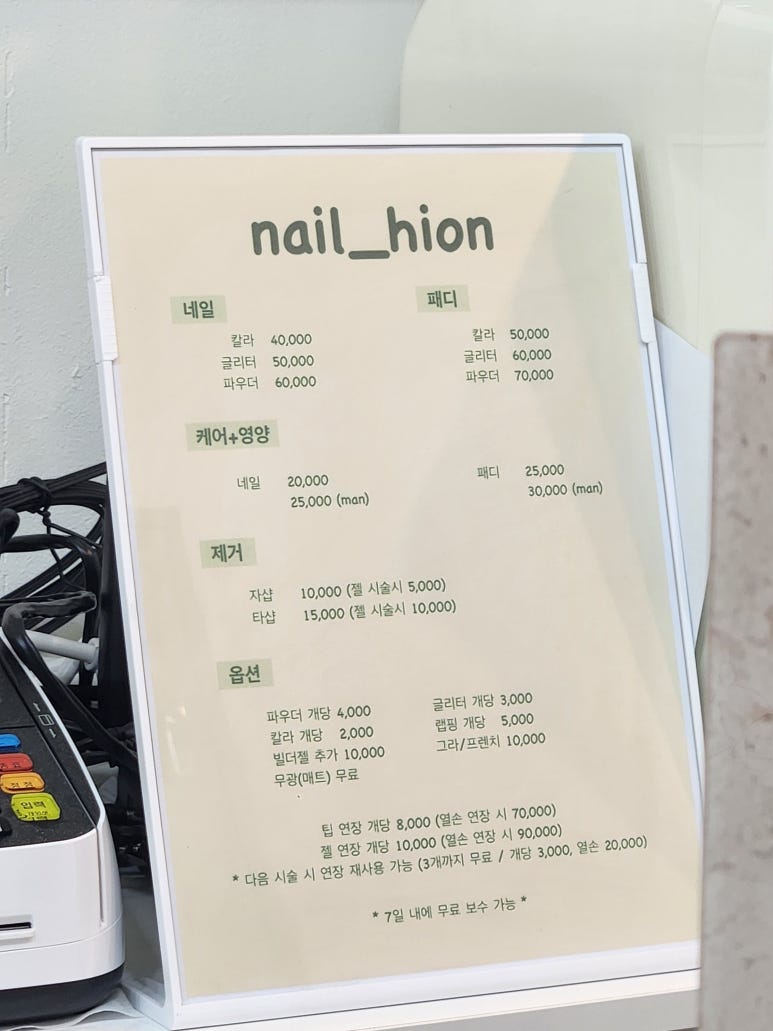 nail_hion
네일
칼라 40,000
글리터 50,000
파우더 60,000
패디
칼라 50,000
글리터 60,000
파우더 70,000
케어+영양
네일 20,000
25,000 (man)
패디 25,000
30,000 (man)
제거
자샵 10,000 (젤 시술시 5,000)
타샵 15,000 (젤 시술시 10,000)
옵션
파우더 개당 4,000
칼라 개당 2,000
빌더젤 추가 10,000
무광(매트) 무료
글리터 개당 3,000
랩핑 개당 5,000
그라/프렌치 10,000
팁 연장 개당 8,000 (열손 연장 시 70,000)
젤 연장 개당 10,000 (열손 연장 시 90,000)
* 다음 시술 시 연장 재사용 가능 (3개까지 무료 / 개당 3,000, 열손 20,000)
* 7일 내에 무료 보수 가능 *
입력